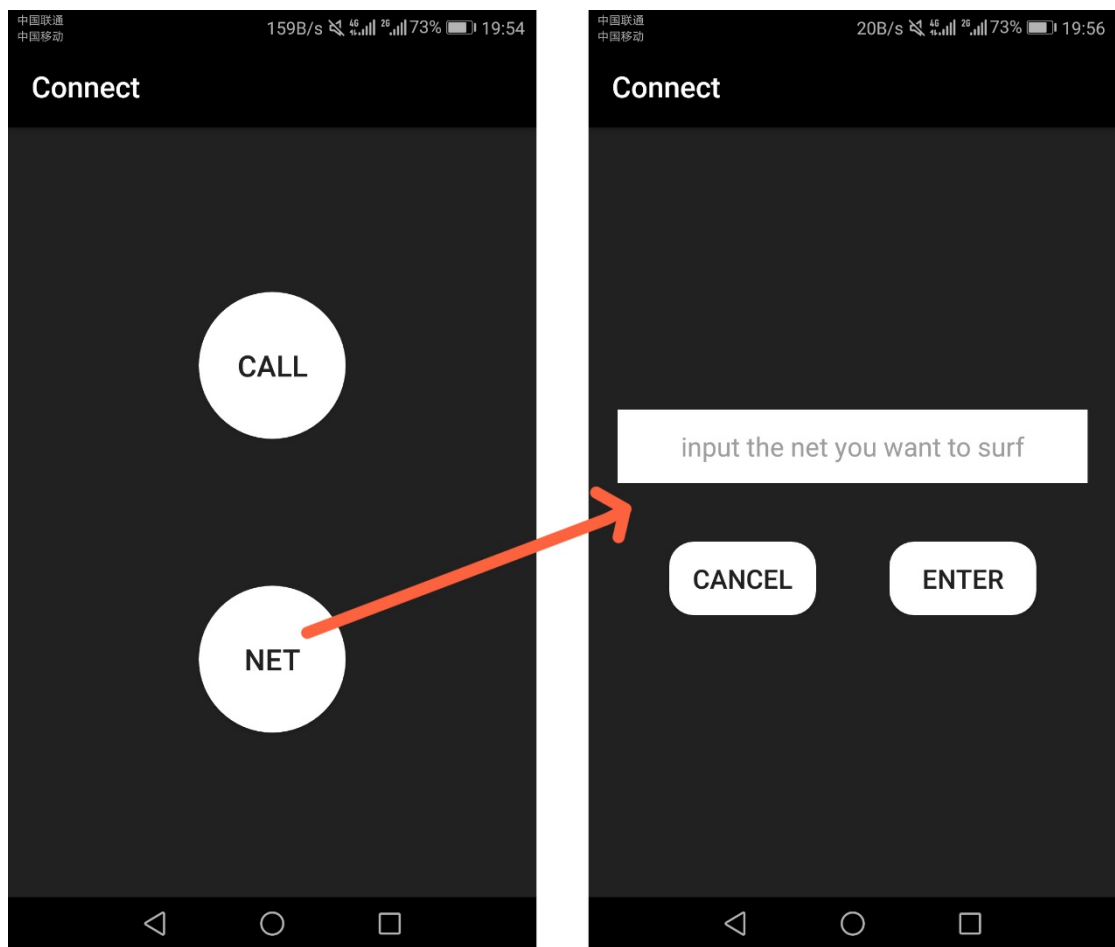 中国联通
中国移动
159B/s 4G 2G 73% 19:54
Connect
CALL
NET
中国联通
中国移动
20B/s 4G 2G 73% 19:56
Connect
input the net you want to surf
CANCEL ENTER